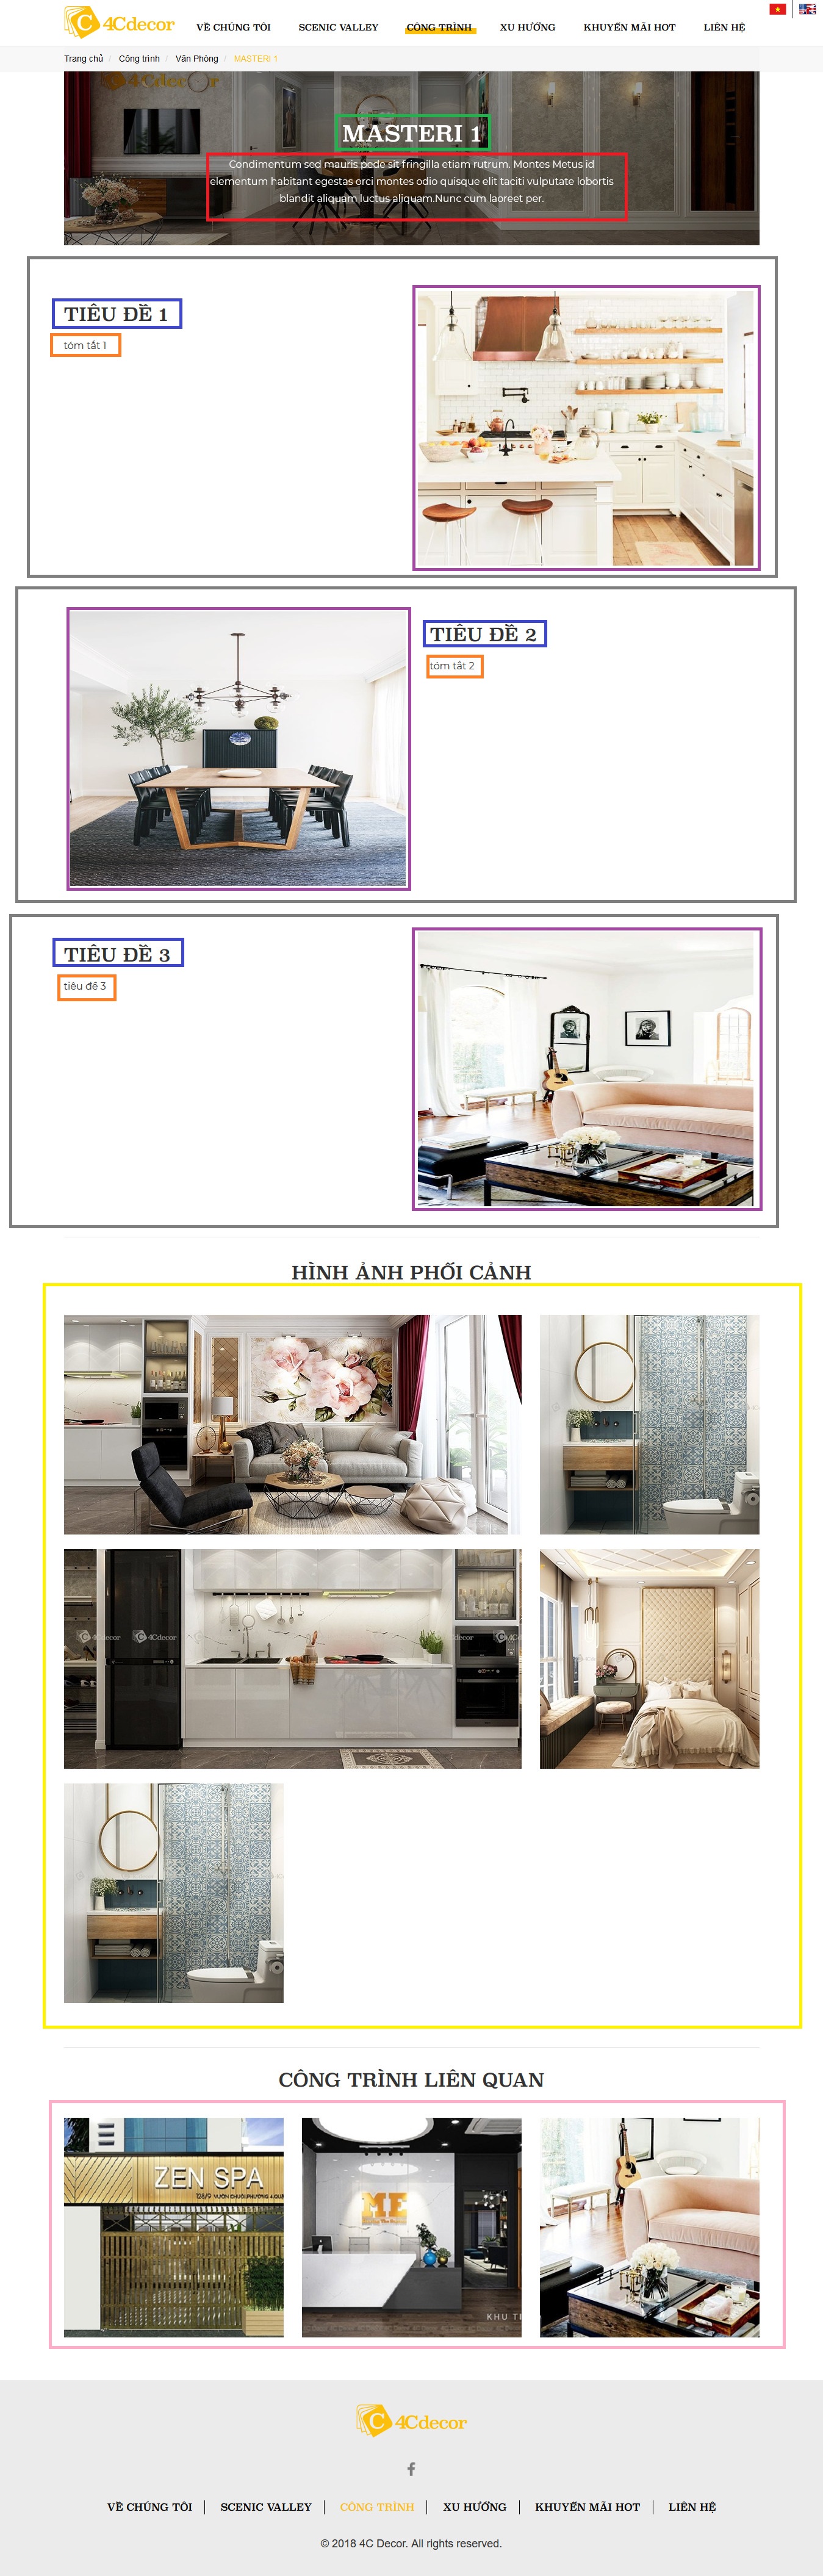 4Cdecor
VỀ CHÚNG TÔI SCENIC VALLEY CÔNG TRÌNH XU HƯỚNG KHUYẾN MÃI HOT LIÊN HỆ
Trang chủ / Công trình / Văn Phòng / MASTERI 1
4Cdecor
MASTERI 1
Condimentum sed mauris pede sit fringilla etiam rutrum. Montes Metus id
elementum habitant egestas orci montes odio quisque elit taciti vulputate lobortis
blandit aliquam luctus aliquam.Nunc cum laoreet per.
TIÊU ĐỀ 1
tóm tắt 1
TIÊU ĐỀ 2
tóm tắt 2
TIÊU ĐỀ 3
tiêu đề 3
HÌNH ẢNH PHỐI CẢNH
4Cdecor 4Cdecor
CÔNG TRÌNH LIÊN QUAN
ZEN SPA
ME
KHU T
4Cdecor
VỀ CHÚNG TÔI SCENIC VALLEY CÔNG TRÌNH XU HƯỚNG KHUYẾN MÃI HOT LIÊN HỆ
© 2018 4C Decor. All rights reserved.